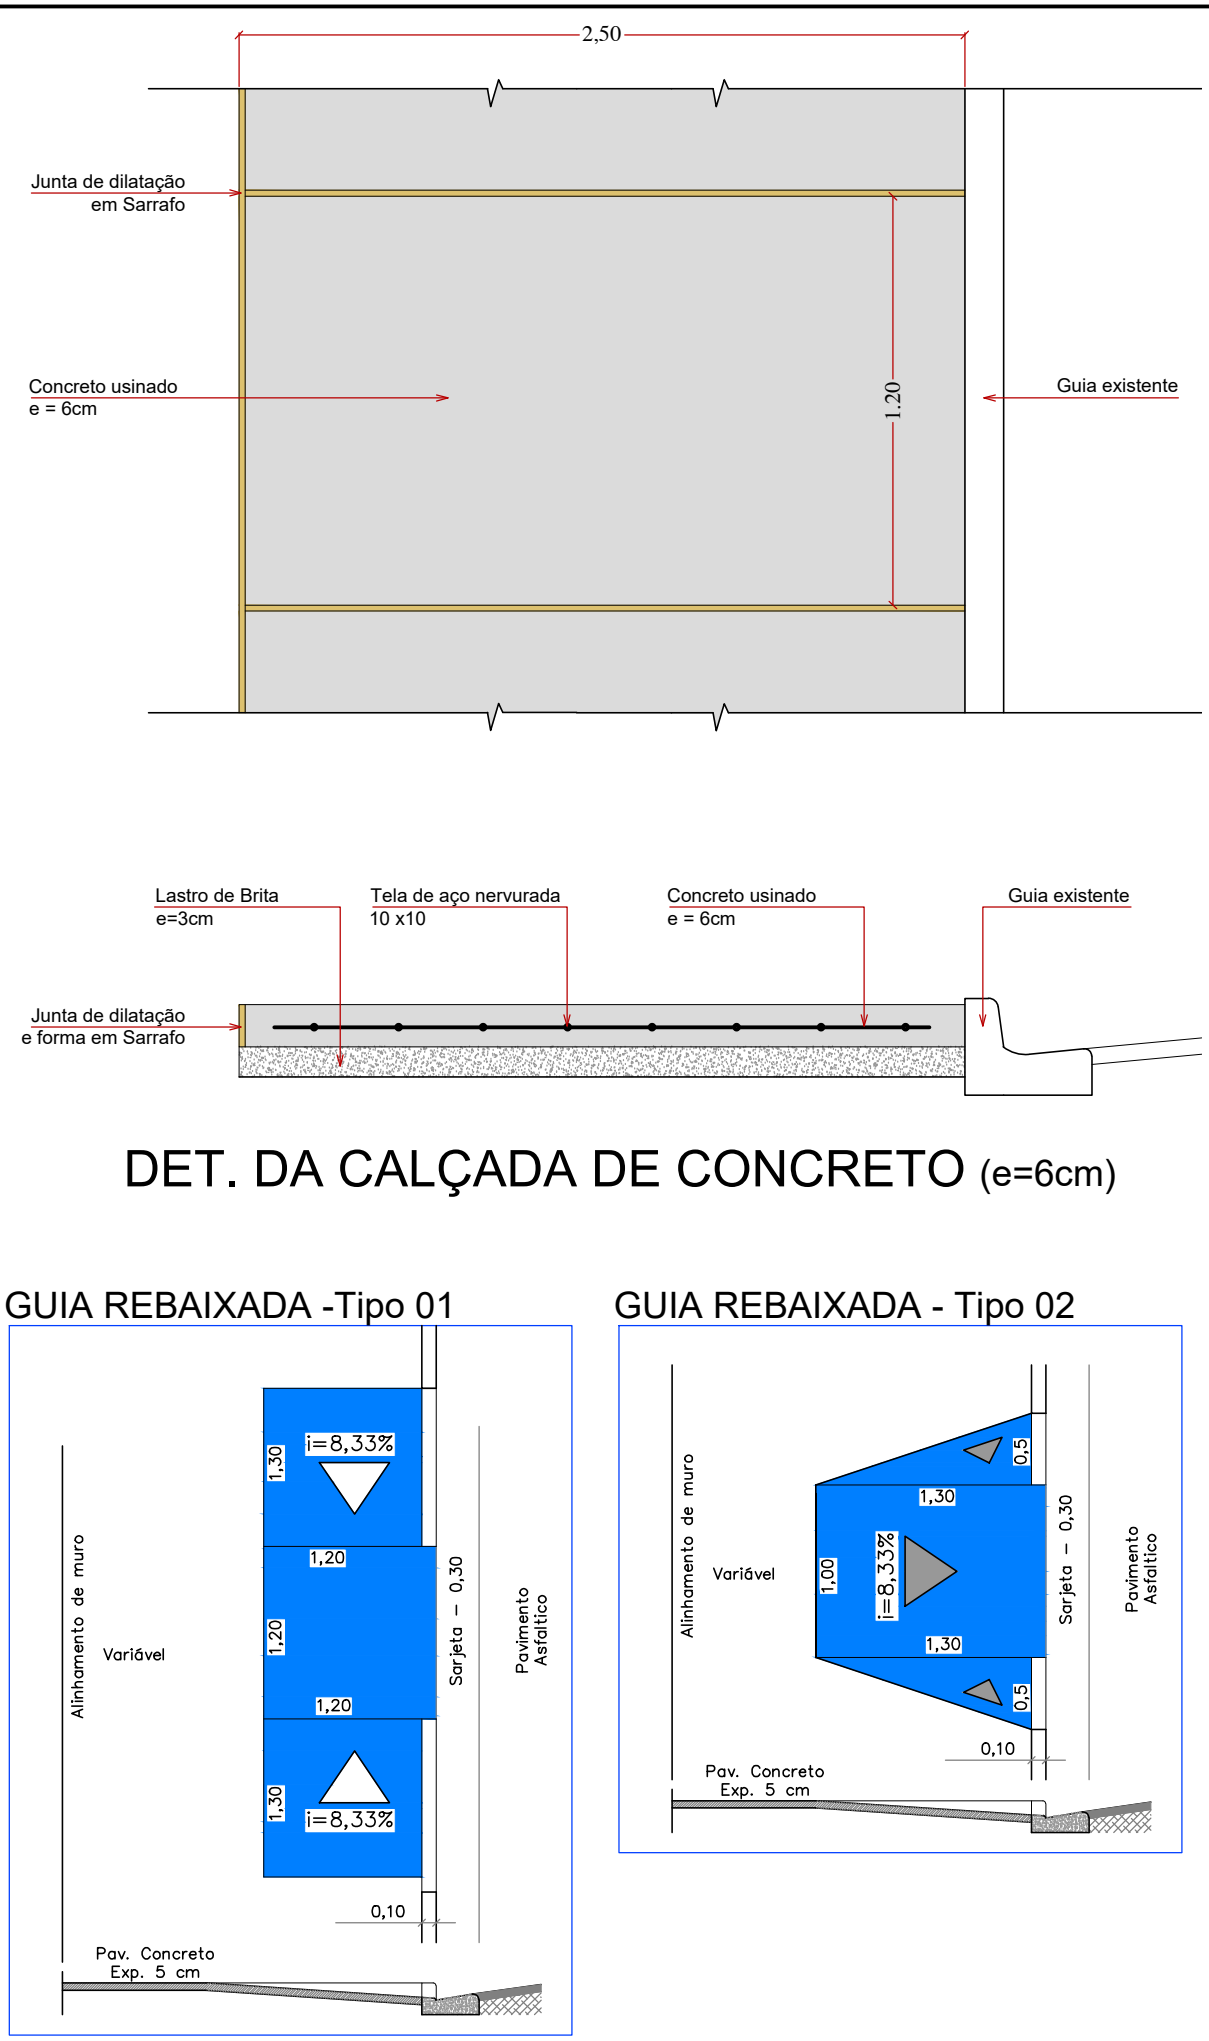 2,50
Junta de dilatação
em Sarrafo
Concreto usinado
e = 6cm
1.20
Guia existente
Lastro de Brita
e=3cm
Tela de aço nervurada
10 x10
Concreto usinado
e = 6cm
Guia existente
Junta de dilatação
e forma em Sarrafo
DET. DA CALÇADA DE CONCRETO (e=6cm)
GUIA REBAIXADA -Tipo 01
i=8,33%
1,30
1,20
1,20
1,20
1,30
i=8,33%
Alinhamento de muro
Variável
Sarjeta – 0,30
Pavimento
Asfaltico
0,10
Pav. Concreto
Exp. 5 cm
GUIA REBAIXADA - Tipo 02
0,5
1,30
1,00
i=8,33%
1,30
0,5
Alinhamento de muro
Variável
Sarjeta – 0,30
Pavimento
Asfaltico
0,10
Pav. Concreto
Exp. 5 cm